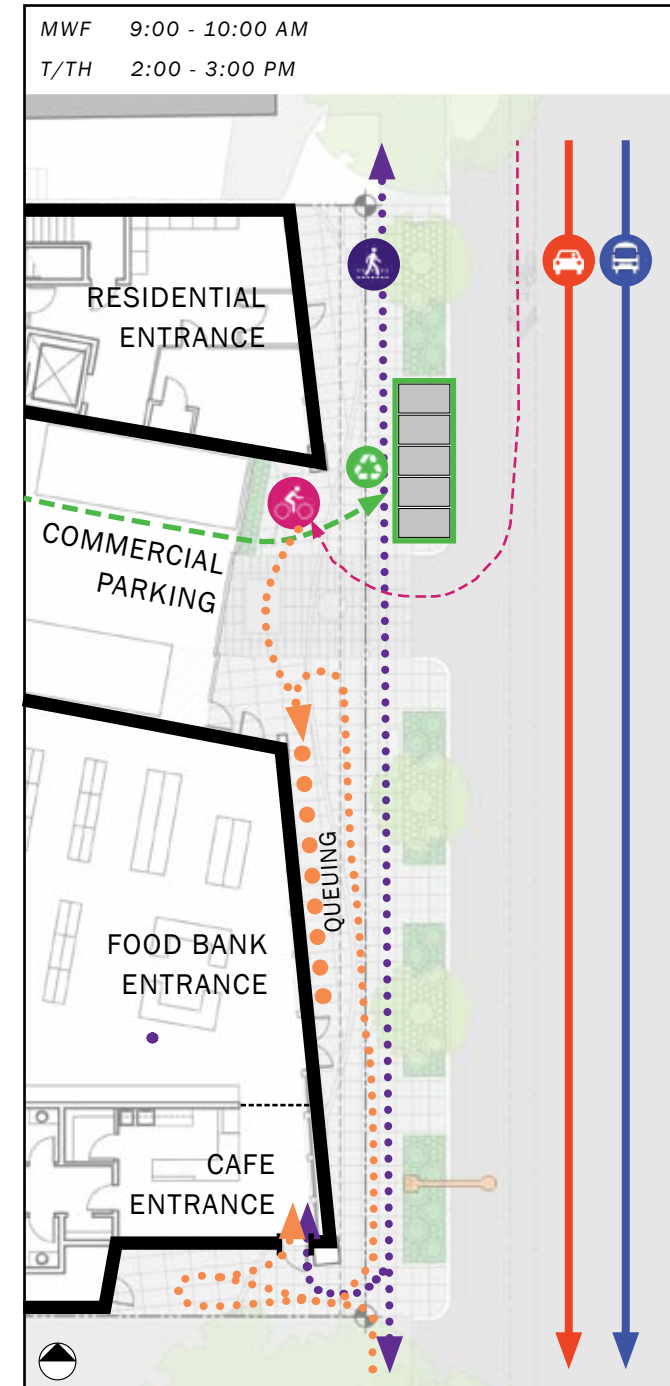 MWF 9:00 - 10:00 AM
T/TH 2:00 - 3:00 PM
RESIDENTIAL
ENTRANCE
COMMERCIAL
PARKING
QUEUING
FOOD BANK
ENTRANCE
CAFE
ENTRANCE